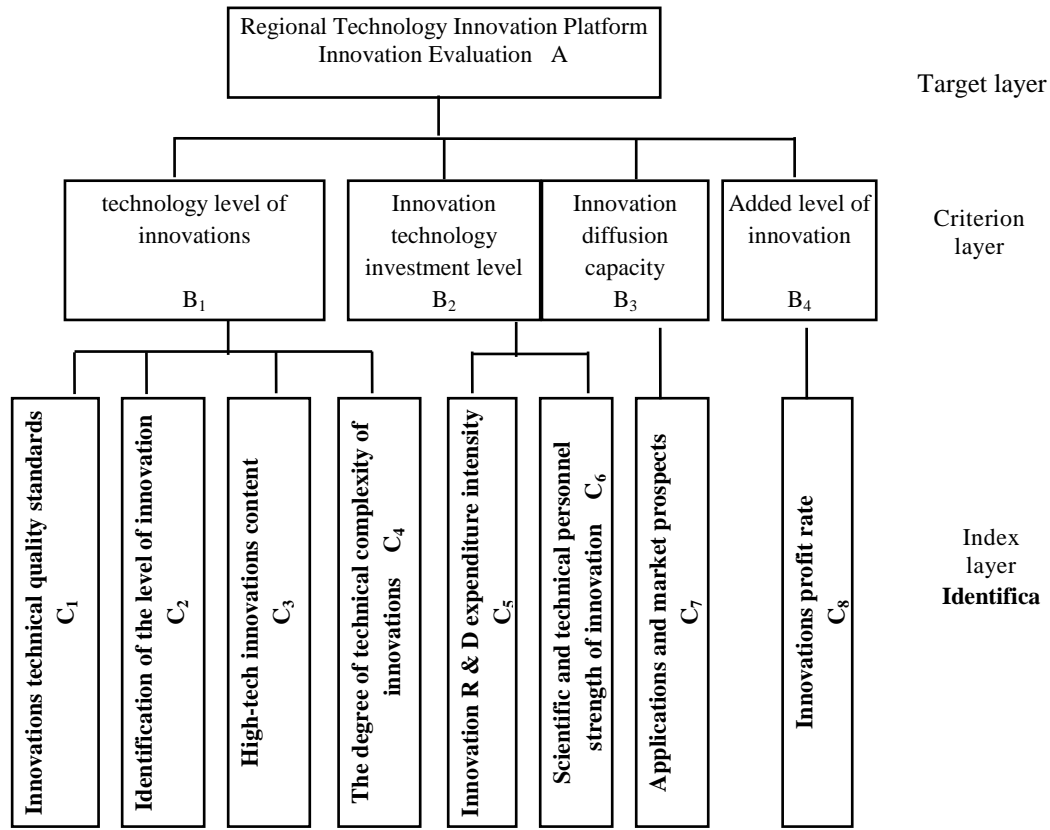 Regional Technology Innovation Platform
Innovation Evaluation A
Target layer
technology level of
innovations
B₁
Innovation
technology
investment level
B₂
Innovation
diffusion
capacity
B₃
Added level of
innovation
B₄
Criterion
layer
Innovations technical quality standards
C₁
Identification of the level of innovation
C₂
High-tech innovations content
C₃
The degree of technical complexity of
innovations C₄
Innovation R & D expenditure intensity
C₅
Scientific and technical personnel
strength of innovation C₆
Applications and market prospects
C₇
Innovations profit rate
C₈
Index
layer
Identifica